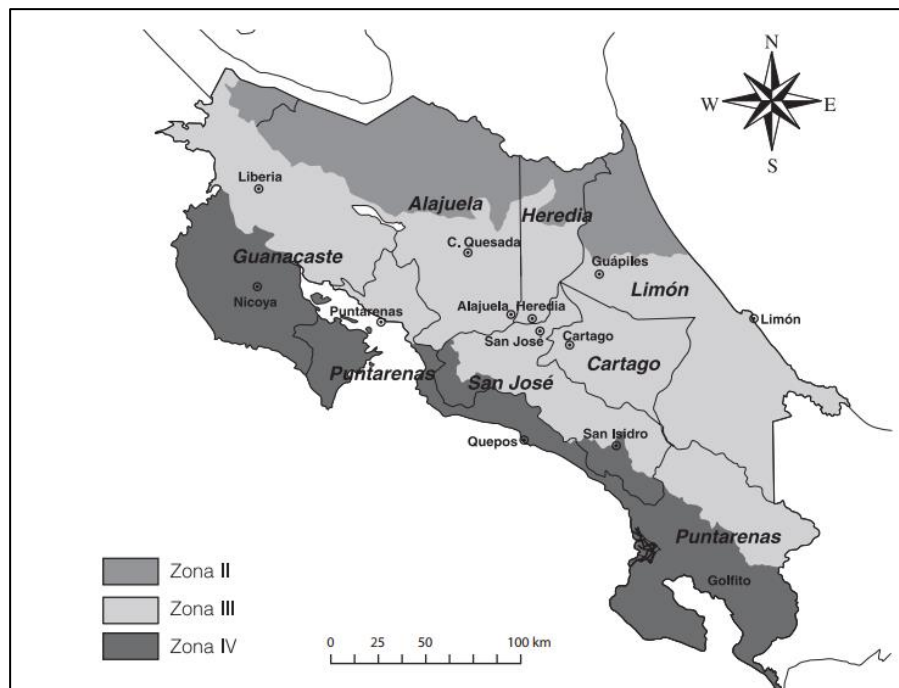 N
W E
S
Liberia
Alajuela
Heredia
C. Quesada
Guanacaste
Guápiles
Limón
Nicoya
Puntarenas
Alajuela Heredia
Limón
San José
Cartago
Cartago
Puntarenas
San José
Quepos
San Isidro
Puntarenas
Golfito
Zona II
Zona III
Zona IV
0 25 50 100 km